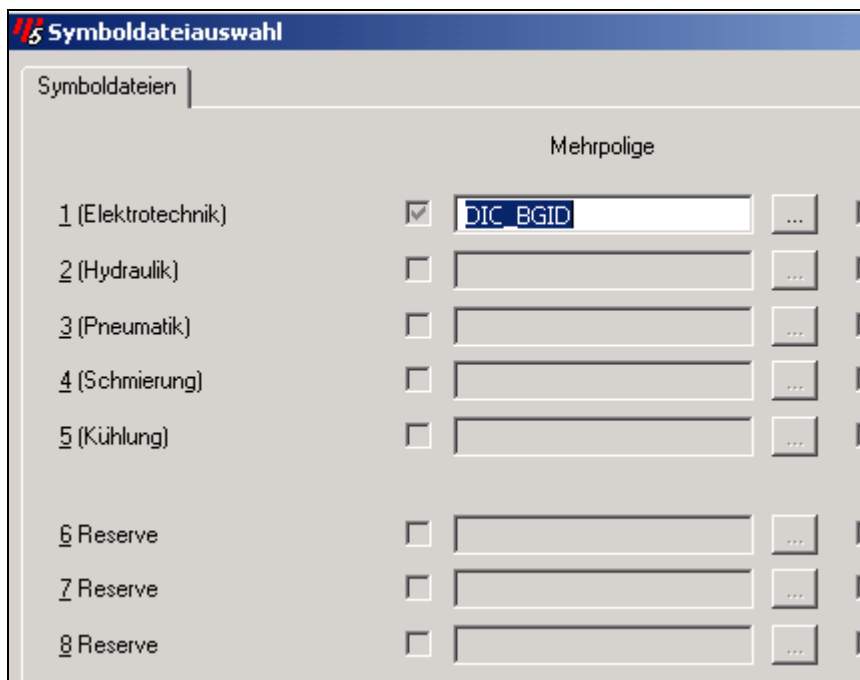 5 Symboldateiauswahl
Symboldateien
Mehrpolige
1 (Elektrotechnik) DIC_BGID ...
2 (Hydraulik) ...
3 (Pneumatik) ...
4 (Schmierung) ...
5 (Kühlung) ...
6 Reserve ...
7 Reserve ...
8 Reserve ...